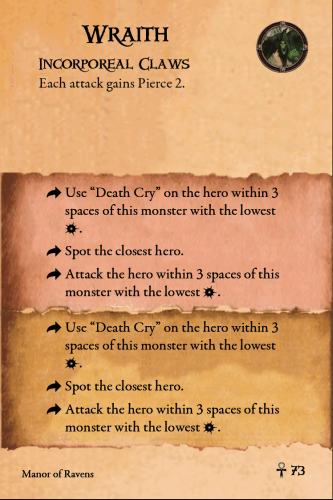 Wraith
Incorporeal Claws
Each attack gains Pierce 2.
Use “Death Cry” on the hero within 3
spaces of this monster with the lowest
.
Spot the closest hero.
Attack the hero within 3 spaces of this
monster with the lowest .
Use “Death Cry” on the hero within 3
spaces of this monster with the lowest
.
Spot the closest hero.
Attack the hero within 3 spaces of this
monster with the lowest .
Manor of Ravens
☥ 73